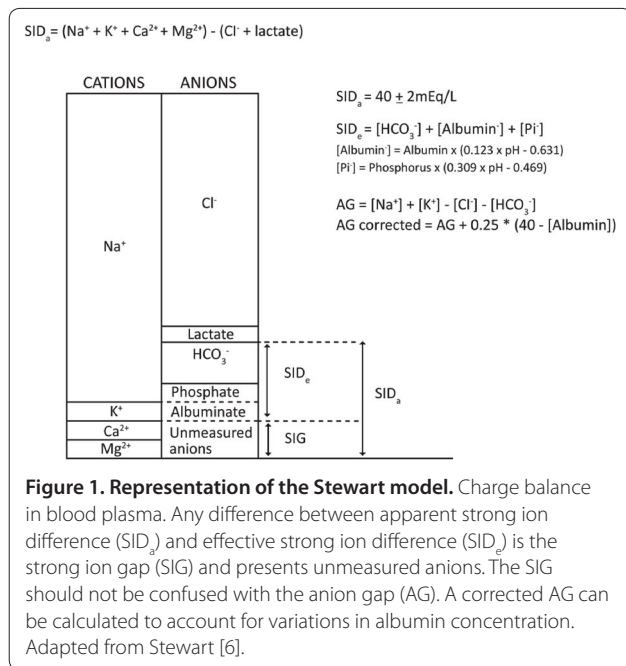 SIDₐ = (Na⁺ + K⁺ + Ca²⁺ + Mg²⁺) - (Cl⁻ + lactate)
CATIONS ANIONS
SIDₐ = 40 ± 2mEq/L
SIDₑ = [HCO₃⁻] + [Albumin⁻] + [Pi⁻]
[Albumin⁻] = Albumin x (0.123 x pH - 0.631)
[Pi⁻] = Phosphorus x (0.309 x pH - 0.469)
AG = [Na⁺] + [K⁺] - [Cl⁻] - [HCO₃⁻]
AG corrected = AG + 0.25 * (40 - [Albumin])
Cl⁻
Na⁺
Lactate
HCO₃⁻
SIDₑ
SIDₐ
Phosphate
K⁺ Albuminate
Ca²⁺ Unmeasured
Mg²⁺ anions
SIG
Figure 1. Representation of the Stewart model. Charge balance
in blood plasma. Any difference between apparent strong ion
difference (SIDₐ) and effective strong ion difference (SIDₑ) is the
strong ion gap (SIG) and presents unmeasured anions. The SIG
should not be confused with the anion gap (AG). A corrected AG can
be calculated to account for variations in albumin concentration.
Adapted from Stewart [6].